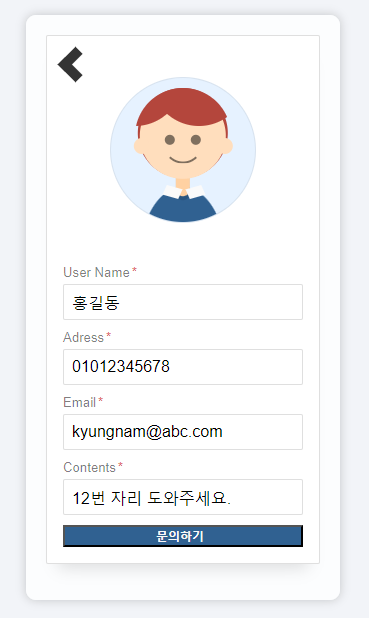 User Name*
홍길동
Adress*
01012345678
Email*
kyungnam@abc.com
Contents*
12번 자리 도와주세요.
문의하기